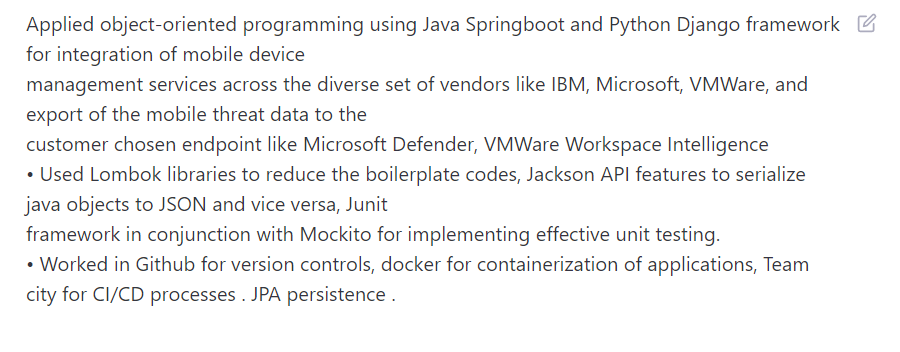 Applied object-oriented programming using Java Springboot and Python Django framework
for integration of mobile device
management services across the diverse set of vendors like IBM, Microsoft, VMWare, and
export of the mobile threat data to the
customer chosen endpoint like Microsoft Defender, VMWare Workspace Intelligence
• Used Lombok libraries to reduce the boilerplate codes, Jackson API features to serialize
java objects to JSON and vice versa, Junit
framework in conjunction with Mockito for implementing effective unit testing.
• Worked in Github for version controls, docker for containerization of applications, Team
city for CI/CD processes . JPA persistence .